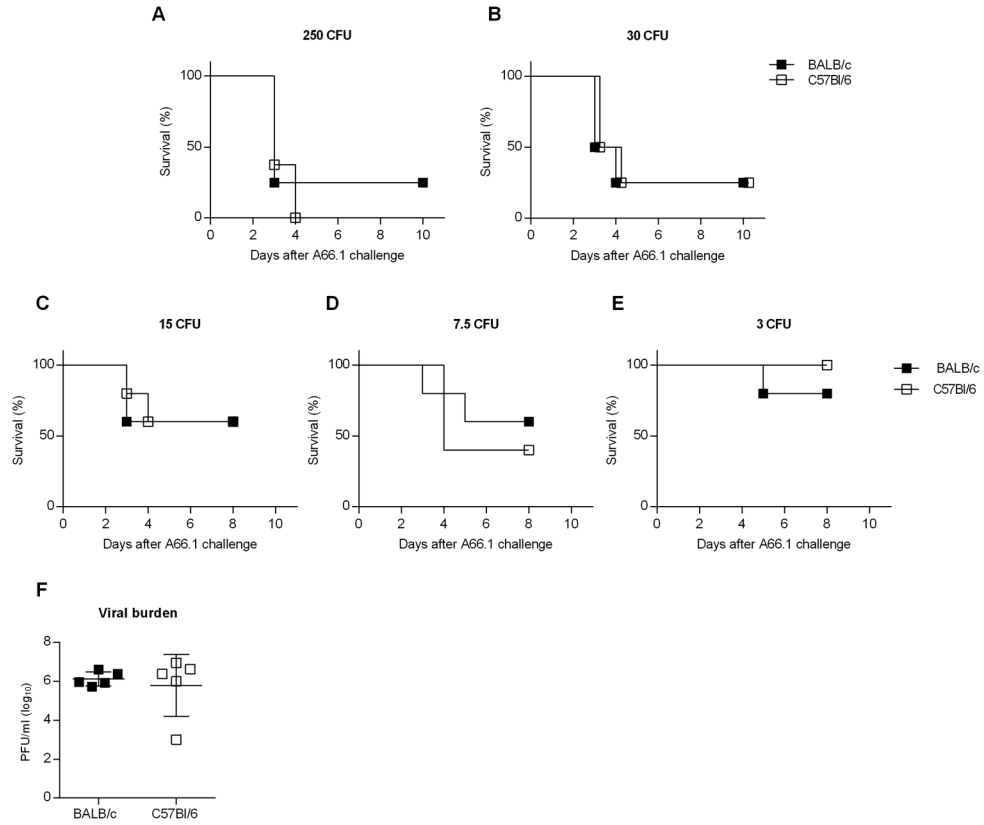 A
250 CFU
100
50
0
Survival (%)
0 2 4 6 8 10
Days after A66.1 challenge
B
30 CFU
100
50
0
Survival (%)
0 2 4 6 8 10
Days after A66.1 challenge
BALB/c
C57Bl/6
C
15 CFU
100
50
0
Survival (%)
0 2 4 6 8 10
Days after A66.1 challenge
D
7.5 CFU
100
50
0
Survival (%)
0 2 4 6 8 10
Days after A66.1 challenge
E
3 CFU
100
50
0
Survival (%)
0 2 4 6 8 10
Days after A66.1 challenge
BALB/c
C57Bl/6
F
Viral burden
8
6
4
2
0
PFU/ml (log₁₀)
BALB/c C57Bl/6